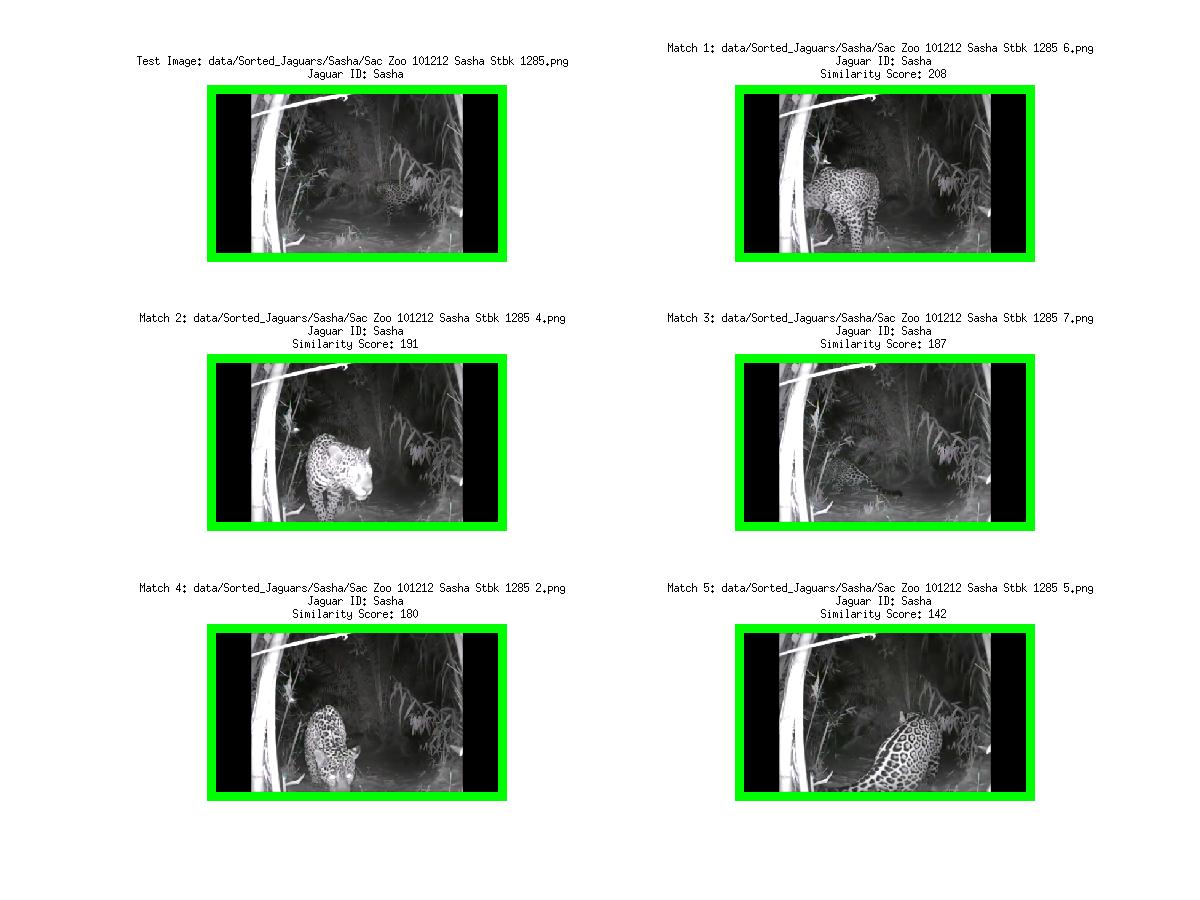 Test Image: data/Sorted_Jaguars/Sasha/Sac Zoo 101212 Sasha Stbk 1285.png
Jaguar ID: Sasha
Match 1: data/Sorted_Jaguars/Sasha/Sac Zoo 101212 Sasha Stbk 1285 6.png
Jaguar ID: Sasha
Similarity Score: 208
Match 2: data/Sorted_Jaguars/Sasha/Sac Zoo 101212 Sasha Stbk 1285 4.png
Jaguar ID: Sasha
Similarity Score: 191
Match 3: data/Sorted_Jaguars/Sasha/Sac Zoo 101212 Sasha Stbk 1285 7.png
Jaguar ID: Sasha
Similarity Score: 187
Match 4: data/Sorted_Jaguars/Sasha/Sac Zoo 101212 Sasha Stbk 1285 2.png
Jaguar ID: Sasha
Similarity Score: 180
Match 5: data/Sorted_Jaguars/Sasha/Sac Zoo 101212 Sasha Stbk 1285 5.png
Jaguar ID: Sasha
Similarity Score: 142